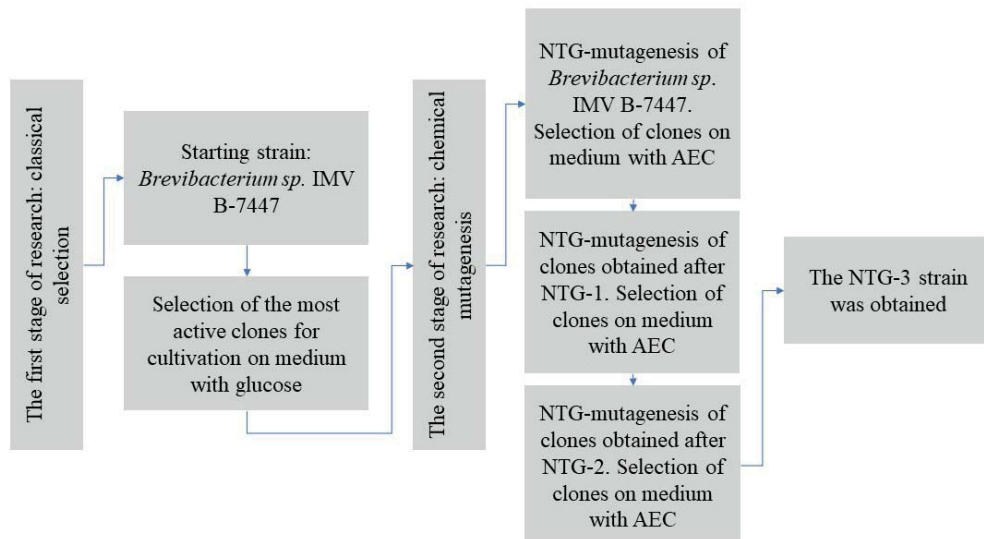 The first stage of research: classical
selection
Starting strain:
Brevibacterium sp. IMV
B-7447
Selection of the most
active clones for
cultivation on medium
with glucose
The second stage of research: chemical
mutagenesis
NTG-mutagenesis of
Brevibacterium sp.
IMV B-7447.
Selection of clones on
medium with AEC
NTG-mutagenesis of
clones obtained after
NTG-1. Selection of
clones on medium
with AEC
NTG-mutagenesis of
clones obtained after
NTG-2. Selection of
clones on medium
with AEC
The NTG-3 strain
was obtained